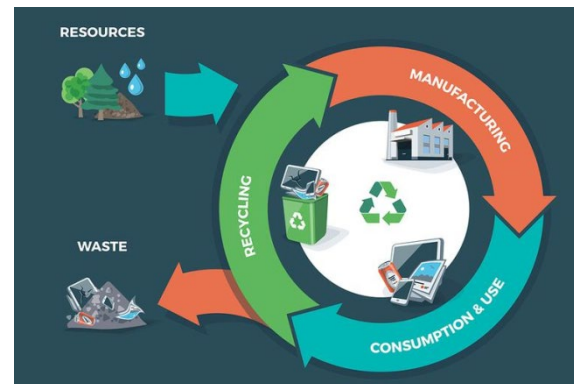 RESOURCES
MANUFACTURING
RECYCLING
WASTE
CONSUMPTION & USE